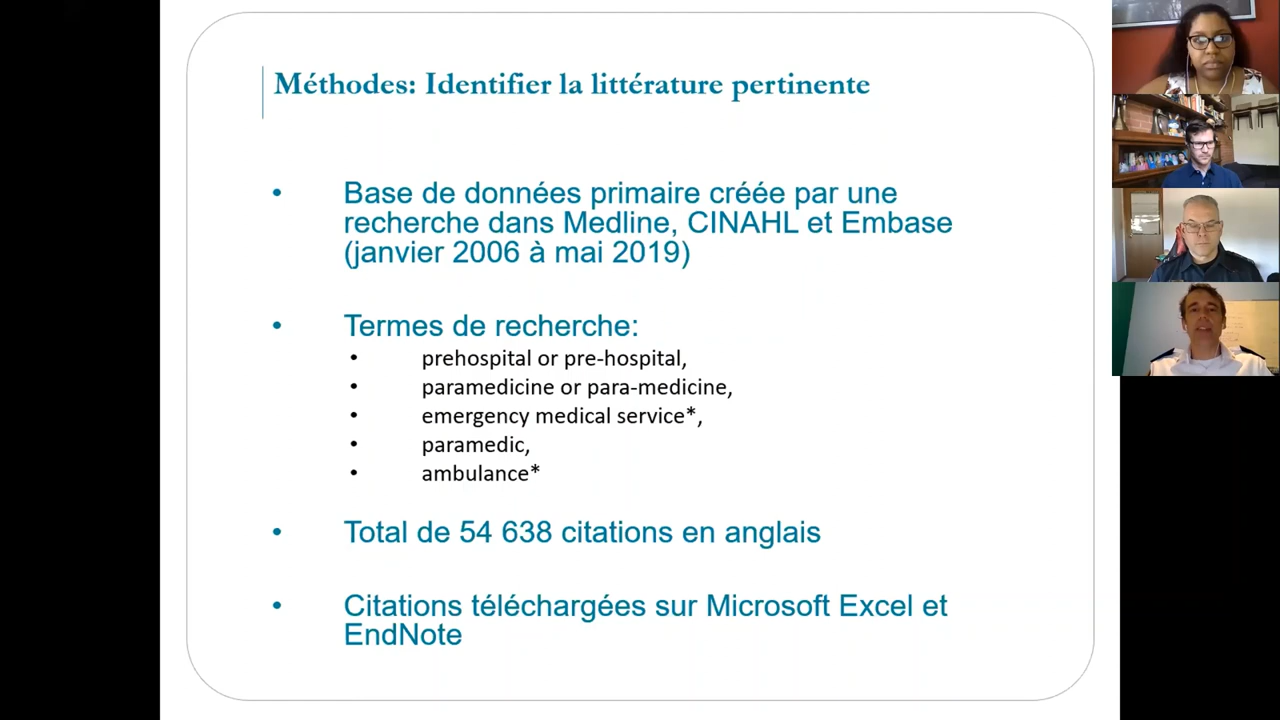 Méthodes: Identifier la littérature pertinente
• Base de données primaire créée par une
recherche dans Medline, CINAHL et Embase
(janvier 2006 à mai 2019)
• Termes de recherche:
• prehospital or pre-hospital,
• paramedicine or para-medicine,
• emergency medical service*,
• paramedic,
• ambulance*
• Total de 54 638 citations en anglais
• Citations téléchargées sur Microsoft Excel et
EndNote